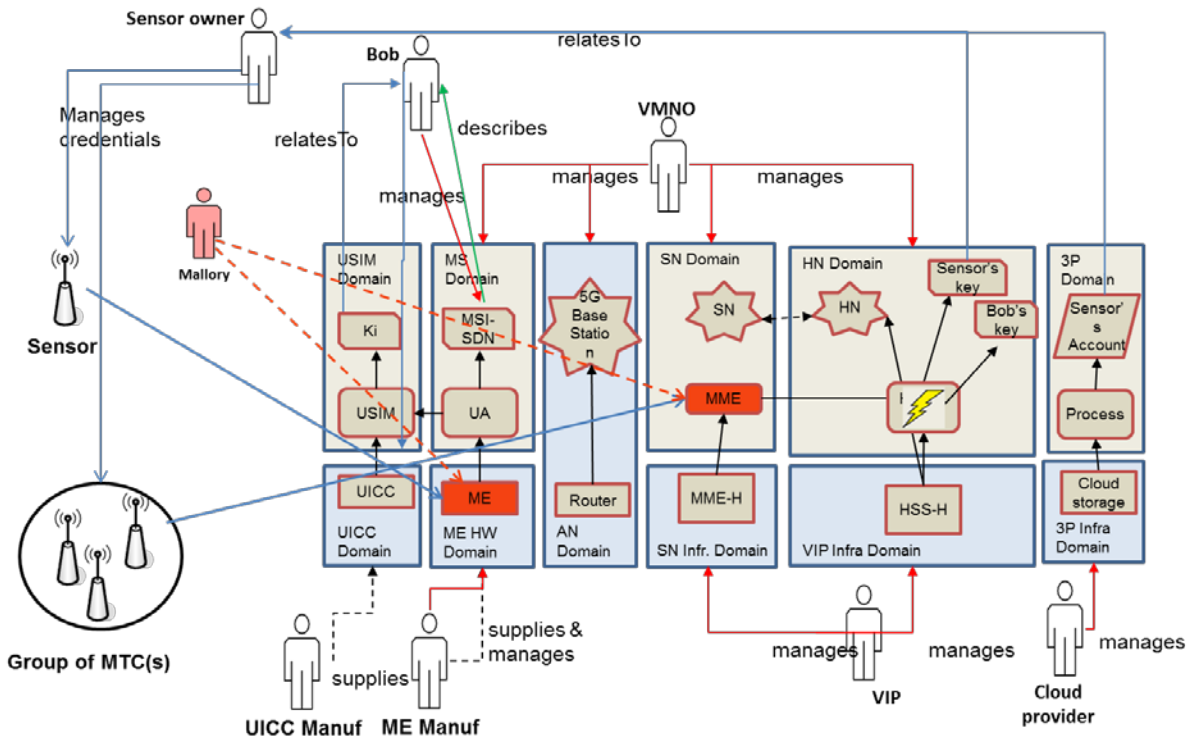 Sensor owner
Bob
relatesTo
Manages
credentials
relatesTo
describes
VMNO
manages
manages
manages
Mallory
USIM
Domain
MS
Domain
SN Domain
HN Domain
3P
Domain
Sensor's
key
Bob's
key
Sensor'
s
Account
Ki
MSI-
SDN
5G
Base
Statio
n
SN
HN
Sensor
USIM
UA
MME
Process
UICC
ME
Router
MME-H
HSS-H
Cloud
storage
UICC
Domain
ME HW
Domain
AN
Domain
SN Infr. Domain
VIP Infra Domain
3P Infra
Domain
Group of MTC(s)
supplies
supplies &
manages
manages
manages
manages
UICC Manuf
ME Manuf
VIP
Cloud
provider